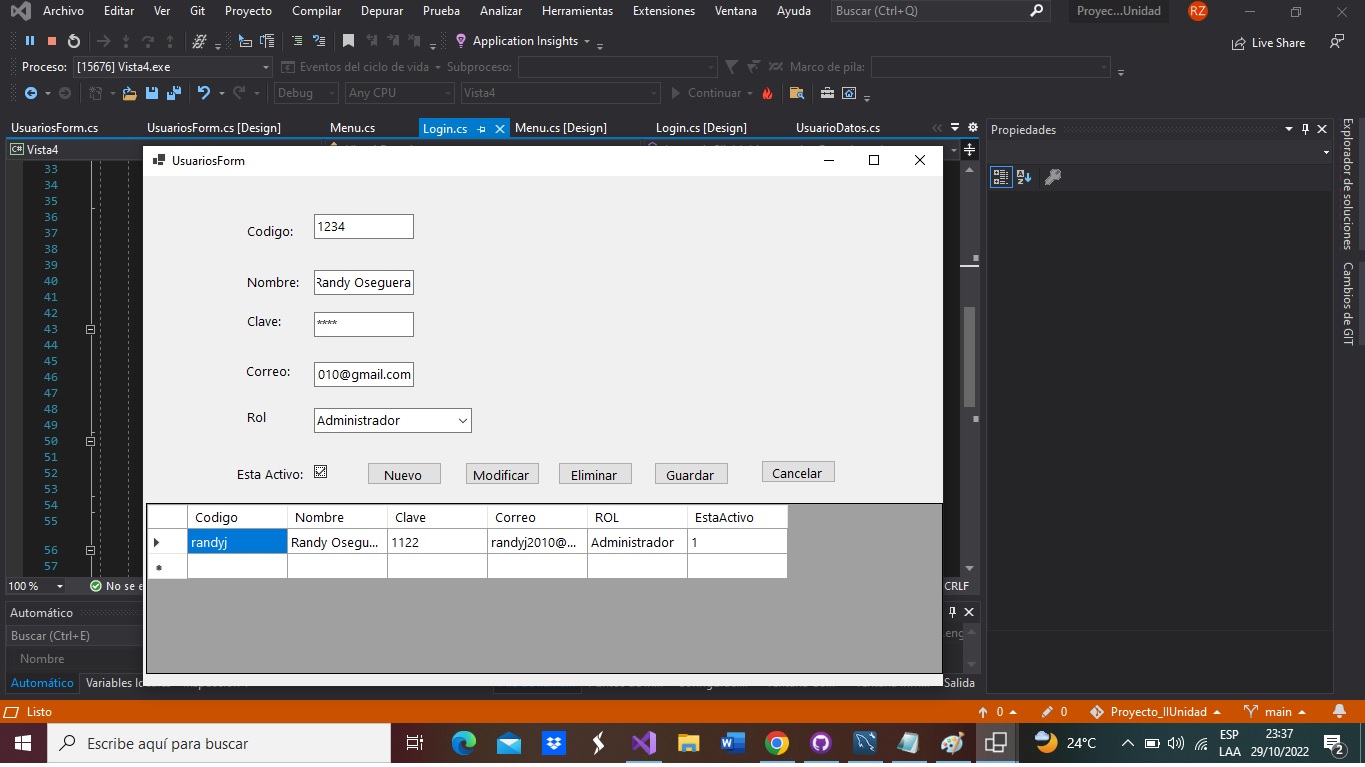 Archivo Editar Ver Git Proyecto Compilar Depurar Prueba Analizar Herramientas Extensiones Ventana Ayuda Buscar (Ctrl+Q) Proyec...Unidad RZ
Application Insights Live Share
Proceso: [15676] Vista4.exe Eventos del ciclo de vida Subproceso: Marco de pila:
Debug Any CPU Vista4 Continuar
UsuariosForm.cs UsuariosForm.cs [Design] Menu.cs Login.cs Menu.cs [Design] Login.cs [Design] UsuarioDatos.cs
Propiedades
C# Vista4
Explorador de soluciones
Cambios de GIT
UsuariosForm
33
34
35
36
37
38
39
40
41
42
43
44
45
46
47
48
49
50
51
52
53
54
55
56
57
Codigo: 1234
Nombre: Randy Oseguera
Clave: ****
Correo: 010@gmail.com
Rol Administrador
Esta Activo: Nuevo Modificar Eliminar Guardar Cancelar
Codigo Nombre Clave Correo ROL EstaActivo
randyj Randy Osegu... 1122 randyj2010@... Administrador 1
100 % No se CRLF
Automático
Buscar (Ctrl+E)
Nombre
Automático Variables Salida
Listo 0 0 Proyecto_IIUnidad main
Escribe aquí para buscar 24°C ESP 23:37
LAA 29/10/2022 2